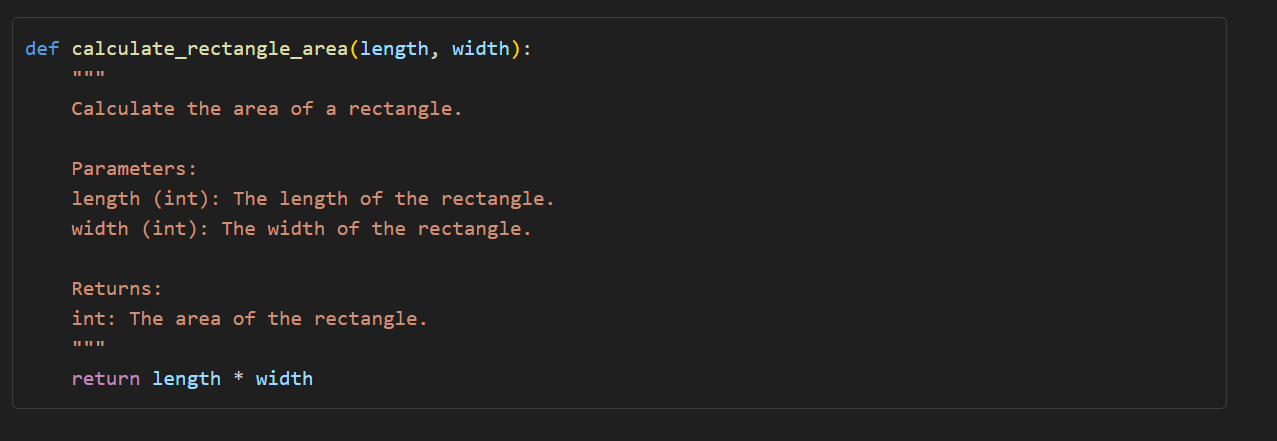 def calculate_rectangle_area(length, width):
    """
    Calculate the area of a rectangle.

    Parameters:
    length (int): The length of the rectangle.
    width (int): The width of the rectangle.

    Returns:
    int: The area of the rectangle.
    """
    return length * width